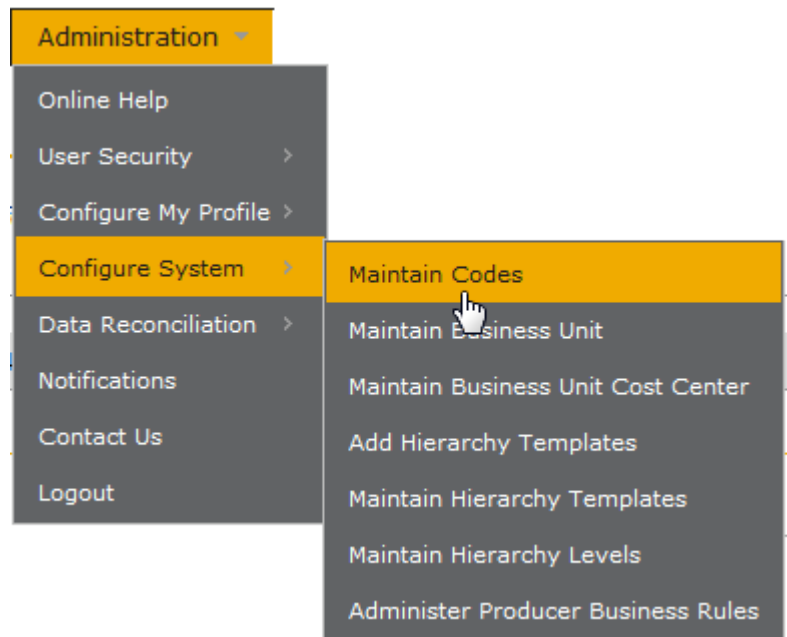 Administration
Online Help
User Security
Configure My Profile
Configure System
Data Reconciliation
Notifications
Contact Us
Logout
Maintain Codes
Maintain Business Unit
Maintain Business Unit Cost Center
Add Hierarchy Templates
Maintain Hierarchy Templates
Maintain Hierarchy Levels
Administer Producer Business Rules